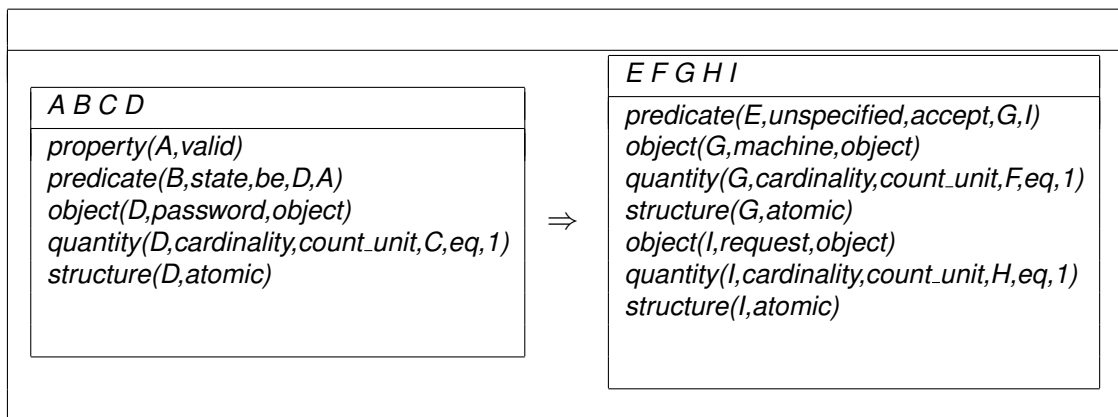 A B C D
property(A,valid)
predicate(B,state,be,D,A)
object(D,password,object)
quantity(D,cardinality,count_unit,C,eq,1)
structure(D,atomic)
⇒
E F G H I
predicate(E,unspecified,accept,G,I)
object(G,machine,object)
quantity(G,cardinality,count_unit,F,eq,1)
structure(G,atomic)
object(I,request,object)
quantity(I,cardinality,count_unit,H,eq,1)
structure(I,atomic)